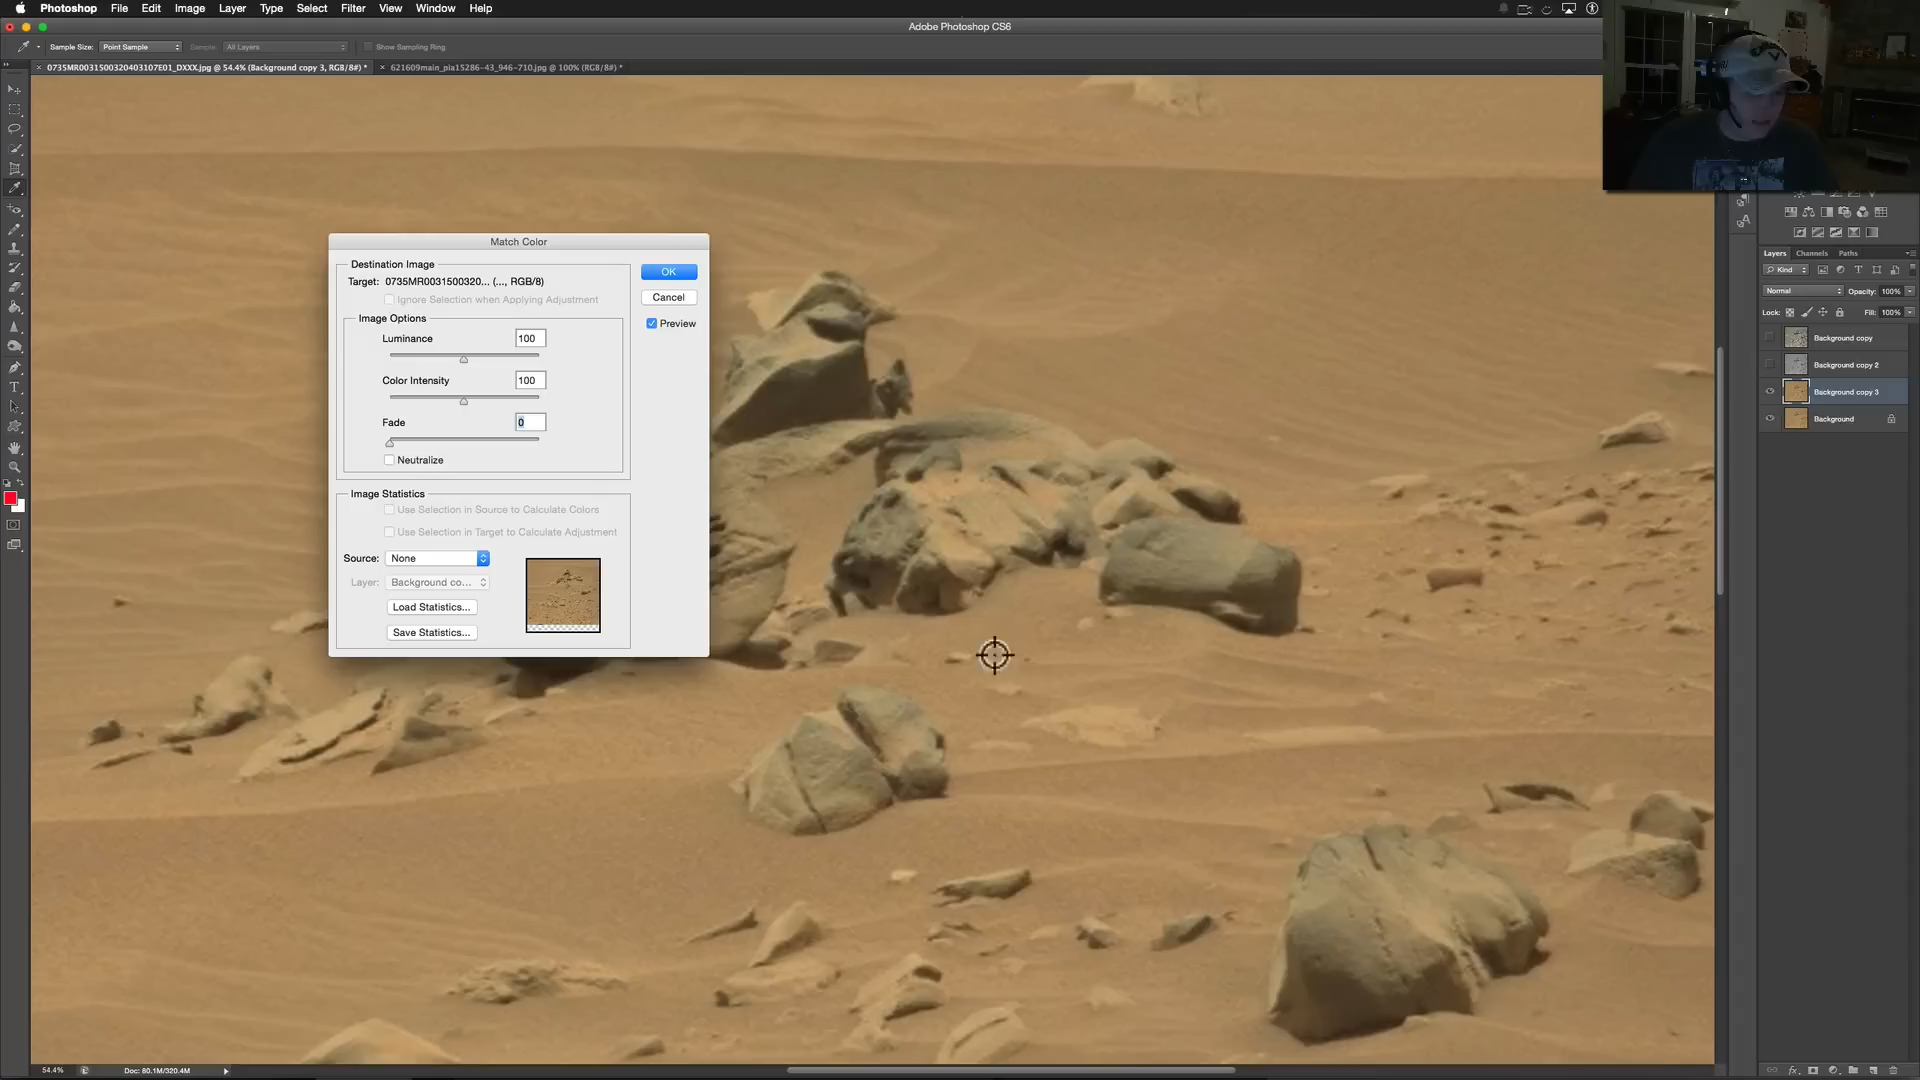 Photoshop File Edit Image Layer Type Select Filter View Window Help
Adobe Photoshop CS6
Sample Size: Point Sample Sample: All Layers Show Sampling Ring
0735MR0031500320403107E01_DXXX.jpg @ 54.4% (Background copy 3, RGB/8#) * 621609main_pia15286-43_946-710.jpg @ 100% (RGB/8#) *
Match Color
Destination Image
Target: 0735MR0031500320... (..., RGB/8)
Ignore Selection when Applying Adjustment
OK
Cancel
Preview
Image Options
Luminance 100
Color Intensity 100
Fade 0
Neutralize
Image Statistics
Use Selection in Source to Calculate Colors
Use Selection in Target to Calculate Adjustment
Source: None
Layer: Background co...
Load Statistics...
Save Statistics...
Layers Channels Paths
Kind
Normal Opacity: 100%
Lock: Fill: 100%
Background copy
Background copy 2
Background copy 3
Background
54.4% Doc: 80.1M/320.4M